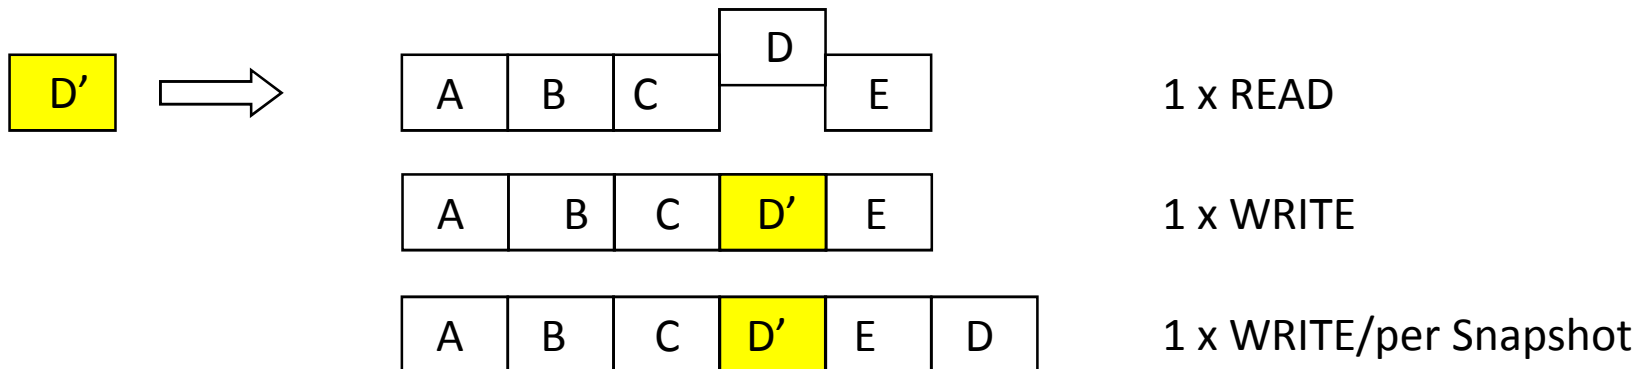 D’ A B C D E 1 x READ
A B C D’ E 1 x WRITE
A B C D’ E D 1 x WRITE/per Snapshot